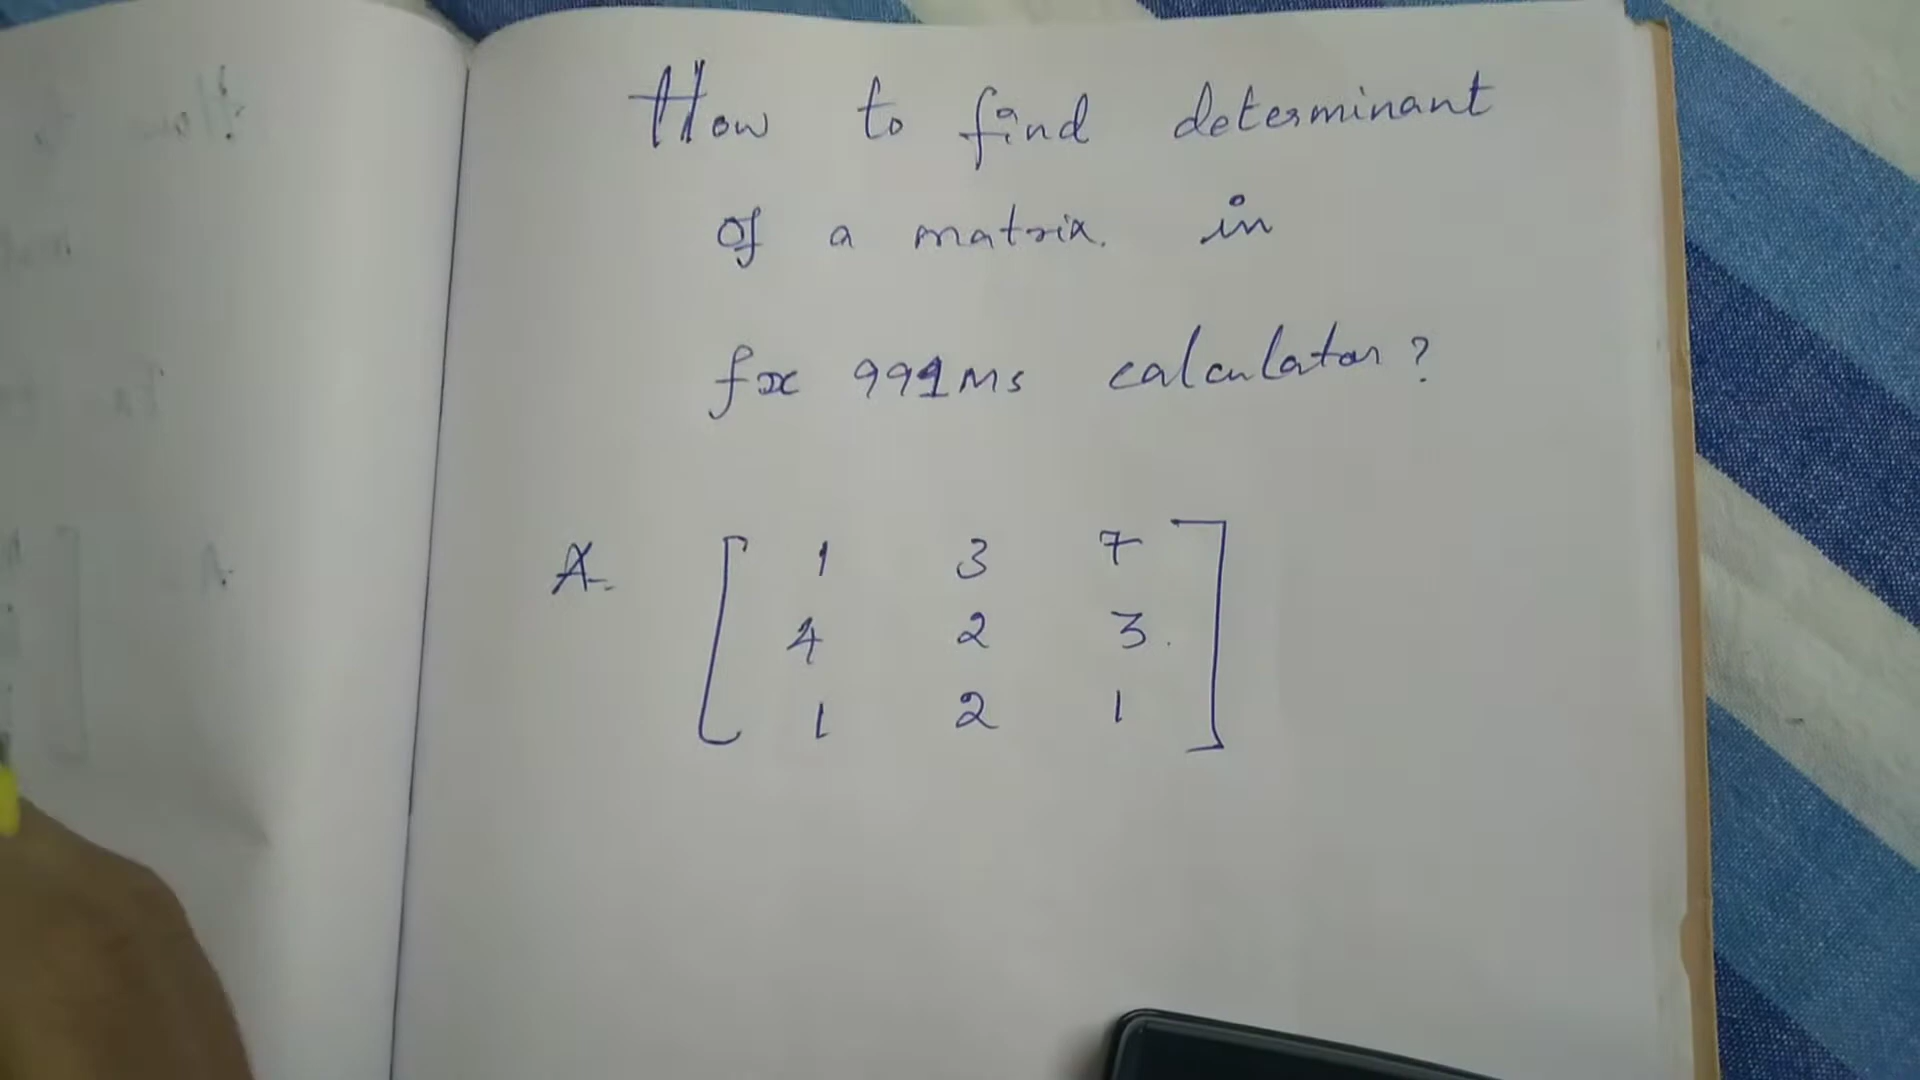 How to find determinant
of a matrix. in
fx 991ms calculator?
A. 1 3 7
4 2 3.
1 2 1